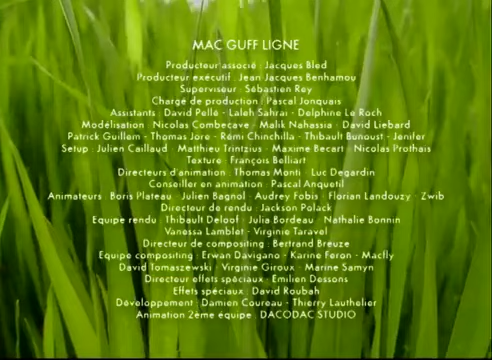 MAC GUFF LIGNE
Producteur associé : Jacques Bled
Producteur exécutif : Jean Jacques Benhamou
Superviseur : Sébastien Rey
Chargé de production : Pascal Jonquais
Assistants : David Pellé - Laleh Sahrai - Delphine Le Roch
Modélisation : Nicolas Combecave - Malik Nahassia - David Liebard
Patrick Guillem - Thomas Jore - Rémi Chinchilla - Thibault Bunoust - Jenifer
Setup : Julien Caillaud - Matthieu Trintzius - Maxime Becart - Nicolas Prothais
Texture : François Belliart
Directeurs d'animation : Thomas Monti - Luc Degardin
Conseiller en animation : Pascal Anquetil
Animateurs : Boris Plateau - Julien Bagnol - Audrey Fobis - Florian Landouzy - Zwib
Directeur de rendu : Jackson Polack
Equipe rendu : Thibault Deloof - Julia Bordeau - Nathalie Bonnin
Vanessa Lamblet - Virginie Taravel
Directeur de compositing : Bertrand Breuze
Equipe compositing : Erwan Davigano - Karine Feron - Macfly
David Tomaszewski - Virginie Giroux - Marine Samyn
Directeur effets spéciaux : Emilien Dessons
Effets spéciaux : David Roubah
Développement : Damien Coureau - Thierry Lauthelier
Animation 2ème équipe : DACODAC STUDIO